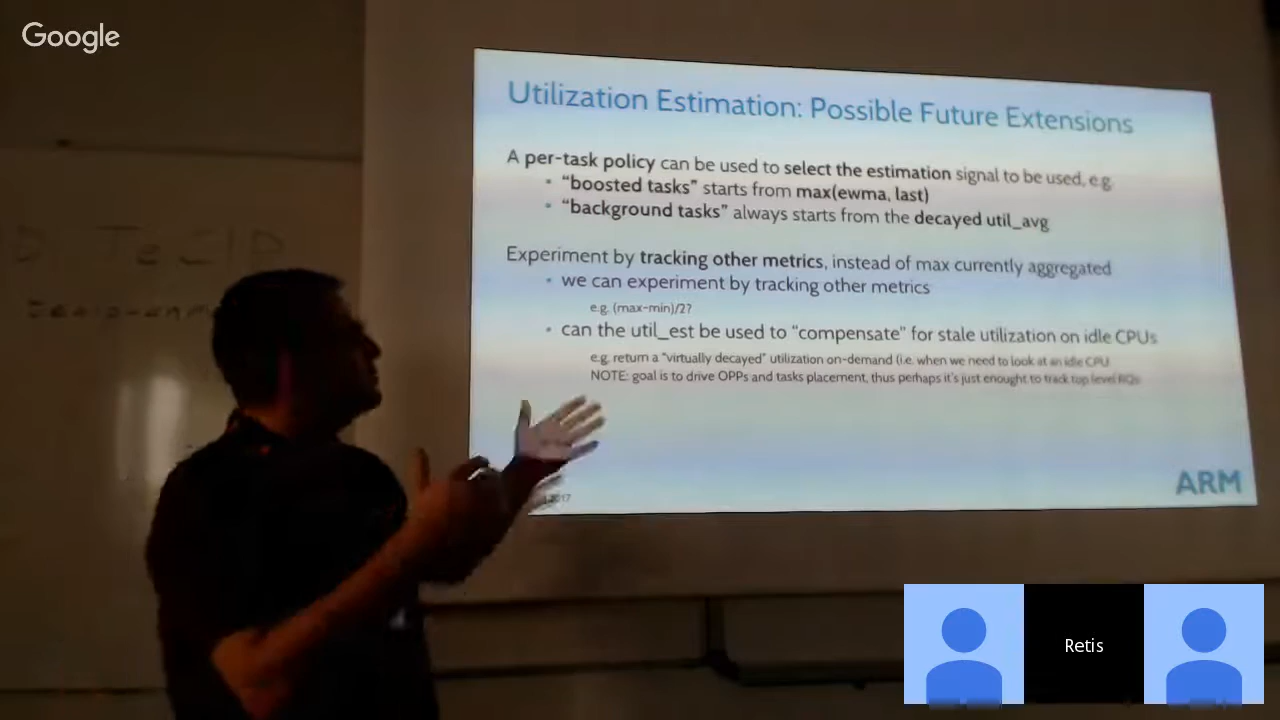 Google
Utilization Estimation: Possible Future Extensions
A per-task policy can be used to select the estimation signal to be used, e.g.
• “boosted tasks” starts from max(ewma, last)
• “background tasks” always starts from the decayed util_avg
Experiment by tracking other metrics, instead of max currently aggregated
• we can experiment by tracking other metrics
e.g. (max-min)/2?
• can the util_est be used to "compensate" for stale utilization on idle CPUs
e.g. return a "virtually decayed" utilization on-demand (i.e. when we need to look at an idle CPU
NOTE: goal is to drive OPPs and tasks placement, thus perhaps it's just enought to track top level RQs
ARM
2017
Retis